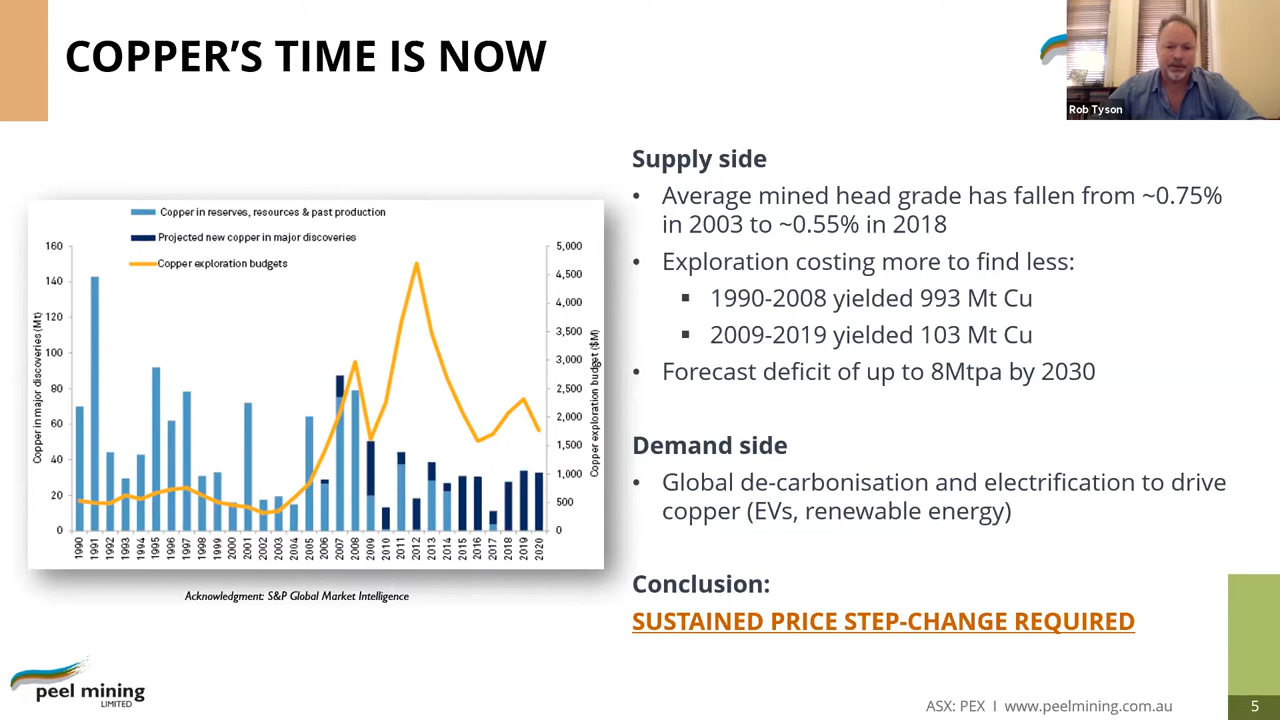 COPPER'S TIME IS NOW
Rob Tyson
Copper in reserves, resources & past production
Projected new copper in major discoveries
Copper exploration budgets
Copper in major discoveries (Mt)
160
140
120
100
80
60
40
20
0
5,000
4,500
4,000
3,500
3,000
2,500
2,000
1,500
1,000
500
0
Copper exploration budget ($M)
1990
1991
1992
1993
1994
1995
1996
1997
1998
1999
2000
2001
2002
2003
2004
2005
2006
2007
2008
2009
2010
2011
2012
2013
2014
2015
2016
2017
2018
2019
2020
Acknowledgment: S&P Global Market Intelligence
Supply side
• Average mined head grade has fallen from ~0.75%
in 2003 to ~0.55% in 2018
• Exploration costing more to find less:
▪ 1990-2008 yielded 993 Mt Cu
▪ 2009-2019 yielded 103 Mt Cu
• Forecast deficit of up to 8Mtpa by 2030
Demand side
• Global de-carbonisation and electrification to drive
copper (EVs, renewable energy)
Conclusion:
SUSTAINED PRICE STEP-CHANGE REQUIRED
peel mining
LIMITED
ASX: PEX I www.peelmining.com.au
5